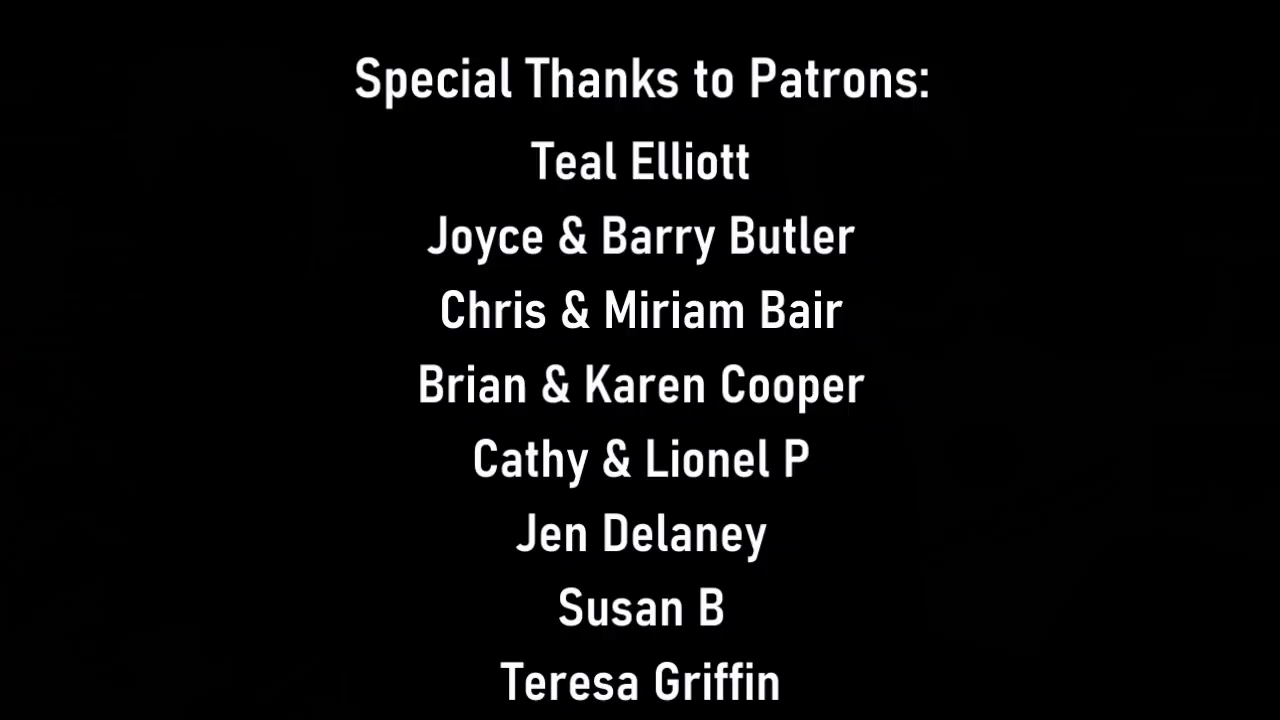 Special Thanks to Patrons:
Teal Elliott
Joyce & Barry Butler
Chris & Miriam Bair
Brian & Karen Cooper
Cathy & Lionel P
Jen Delaney
Susan B
Teresa Griffin